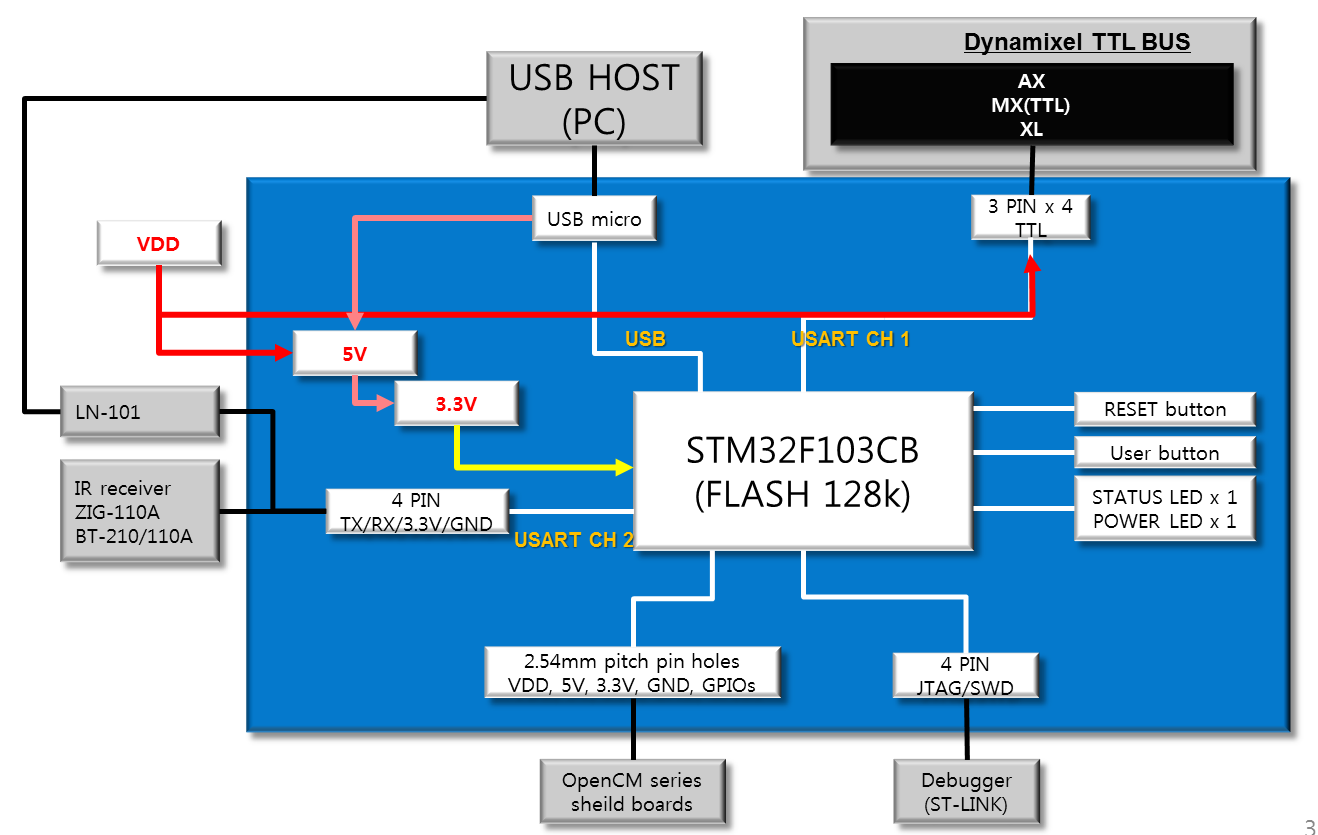 Dynamixel TTL BUS
AX
MX(TTL)
XL
USB HOST
(PC)
USB micro
3 PIN x 4
TTL
VDD
USB
USART CH 1
5V
3.3V
LN-101
IR receiver
ZIG-110A
BT-210/110A
4 PIN
TX/RX/3.3V/GND
USART CH 2
STM32F103CB
(FLASH 128k)
RESET button
User button
STATUS LED x 1
POWER LED x 1
2.54mm pitch pin holes
VDD, 5V, 3.3V, GND, GPIOs
4 PIN
JTAG/SWD
OpenCM series
sheild boards
Debugger
(ST-LINK)
3